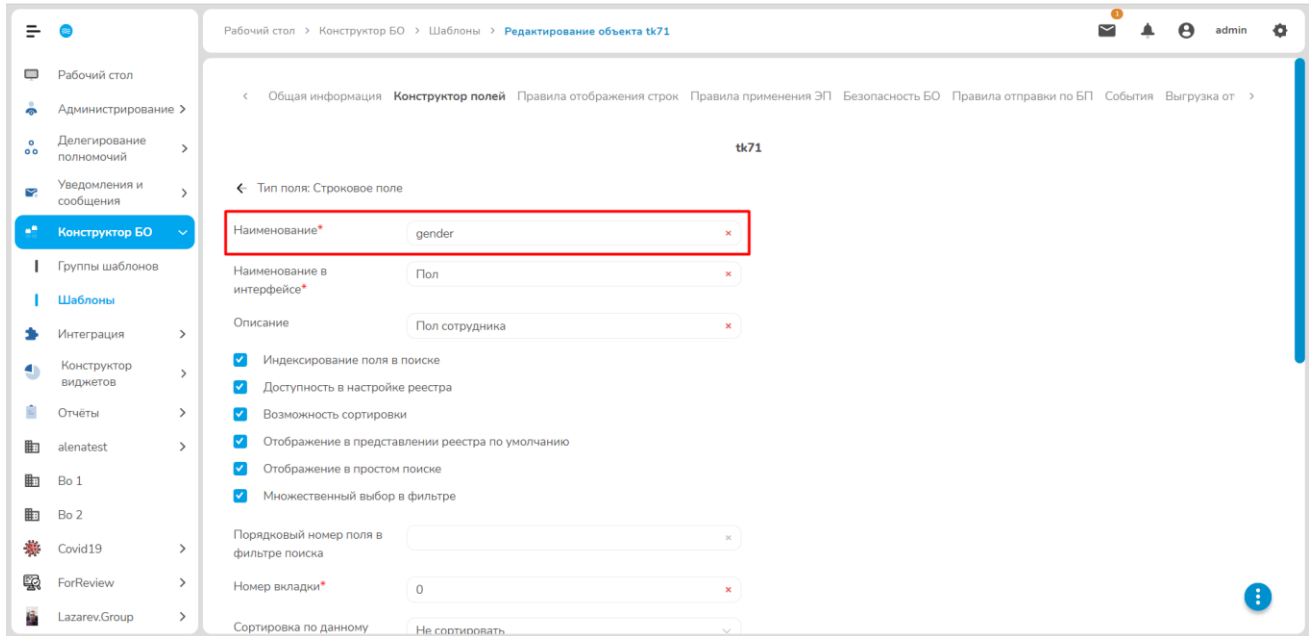 Рабочий стол > Конструктор БО > Шаблоны > Редактирование объекта tk71
1
admin
Рабочий стол
Администрирование
Делегирование
полномочий
Уведомления и
сообщения
Конструктор БО
Группы шаблонов
Шаблоны
Интеграция
Конструктор
виджетов
Отчёты
alenatest
Bo 1
Bo 2
Covid19
ForReview
Lazarev.Group
Общая информация Конструктор полей Правила отображения строк Правила применения ЭП Безопасность БО Правила отправки по БП События Выгрузка от
tk71
Тип поля: Строковое поле
Наименование* gender
Наименование в
интерфейсе* Пол
Описание Пол сотрудника
Индексирование поля в поиске
Доступность в настройке реестра
Возможность сортировки
Отображение в представлении реестра по умолчанию
Отображение в простом поиске
Множественный выбор в фильтре
Порядковый номер поля в
фильтре поиска
Номер вкладки* 0
Сортировка по данному Не сортировать